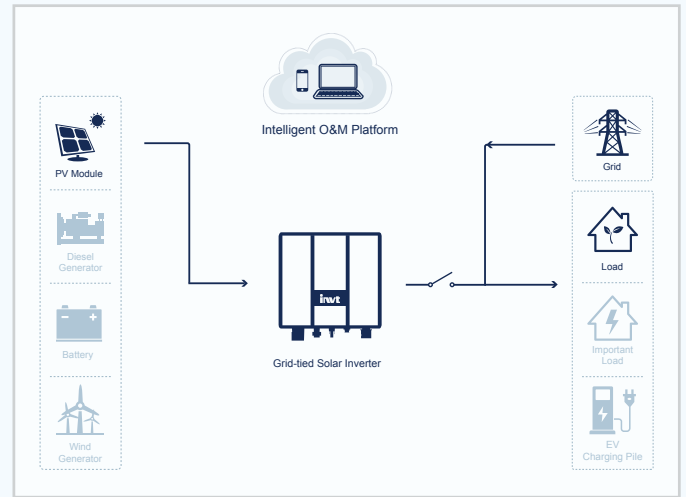 Intelligent O&M Platform
PV Module
Diesel
Generator
Battery
Wind
Generator
invt
Grid-tied Solar Inverter
Grid
Load
Important
Load
EV
Charging Pile